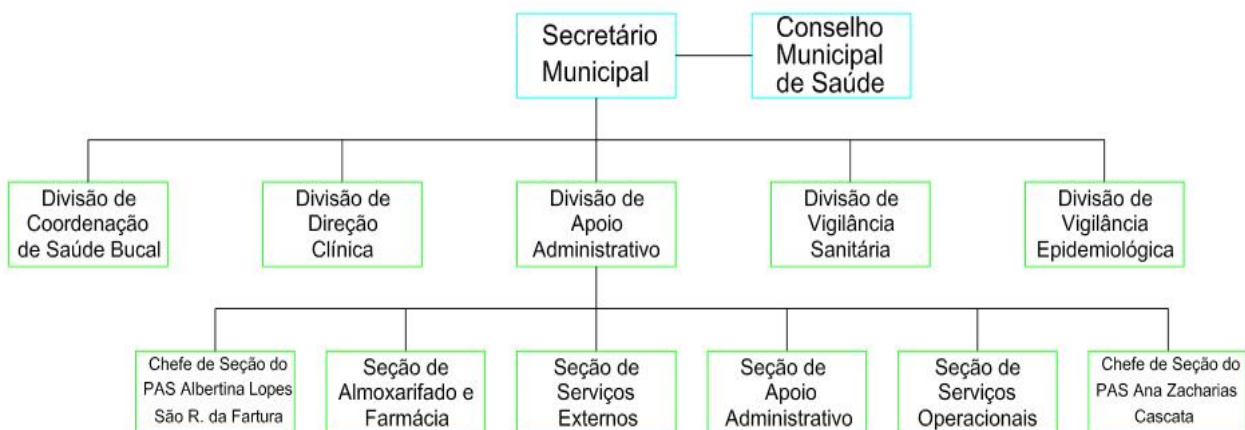 Secretário
Municipal
Conselho
Municipal
de Saúde
Divisão de
Coordenação
de Saúde Bucal
Divisão de
Direção
Clínica
Divisão de
Apoio
Administrativo
Divisão de
Vigilância
Sanitária
Divisão de
Vigilância
Epidemiológica
Chefe de Seção do
PAS Albertina Lopes
São R. da Fartura
Seção de
Almoxarifado e
Farmácia
Seção de
Serviços
Externos
Seção de
Apoio
Administrativo
Seção de
Serviços
Operacionais
Chefe de Seção do
PAS Ana Zacharias
Cascata